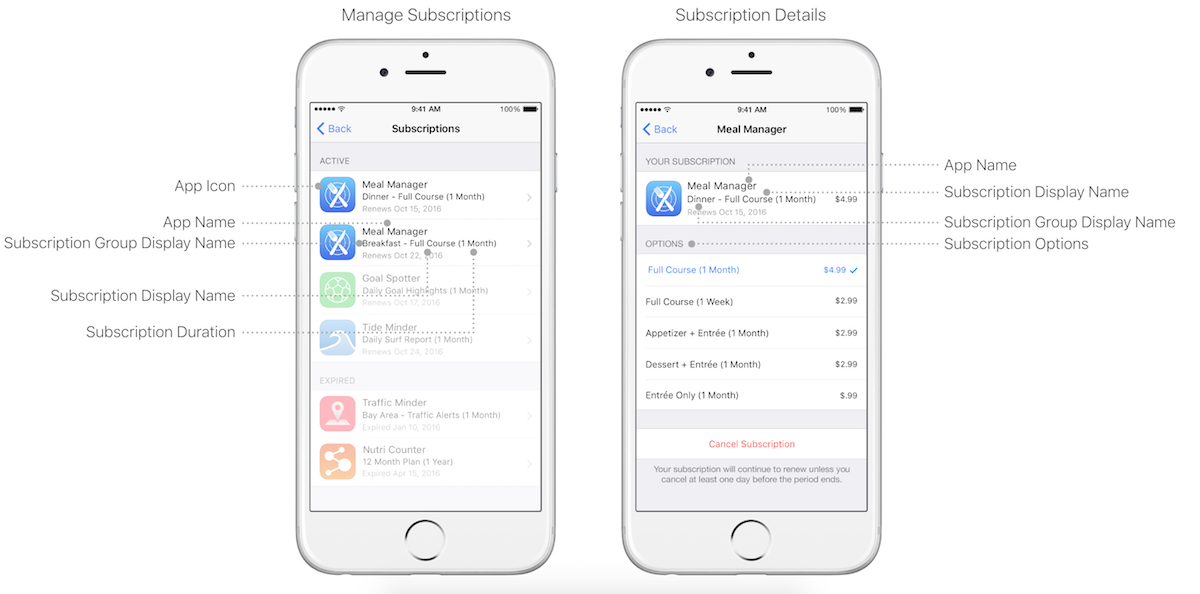 Manage Subscriptions
Subscription Details
App Icon
App Name
Subscription Group Display Name
Subscription Display Name
Subscription Duration
9:41 AM
100%
Back
Subscriptions
ACTIVE
Meal Manager
Dinner - Full Course (1 Month)
Renews Oct 15, 2016
Meal Manager
Breakfast - Full Course (1 Month)
Renews Oct 22, 2016
Goal Spotter
Daily Goal Highlights (1 Month)
Renews Oct 17, 2016
Tide Minder
Daily Surf Report (1 Month)
Renews Oct 24, 2016
EXPIRED
Traffic Minder
Bay Area - Traffic Alerts (1 Month)
Expired Jan 10, 2016
Nutri Counter
12 Month Plan (1 Year)
Expired Apr 15, 2016
9:41 AM
100%
Back
Meal Manager
YOUR SUBSCRIPTION
Meal Manager
Dinner - Full Course (1 Month) $4.99
Renews Oct 15, 2016
OPTIONS
Full Course (1 Month) $4.99
Full Course (1 Week) $2.99
Appetizer + Entrée (1 Month) $2.99
Dessert + Entrée (1 Month) $2.99
Entrée Only (1 Month) $.99
Cancel Subscription
Your subscription will continue to renew unless you
cancel at least one day before the period ends.
App Name
Subscription Display Name
Subscription Group Display Name
Subscription Options